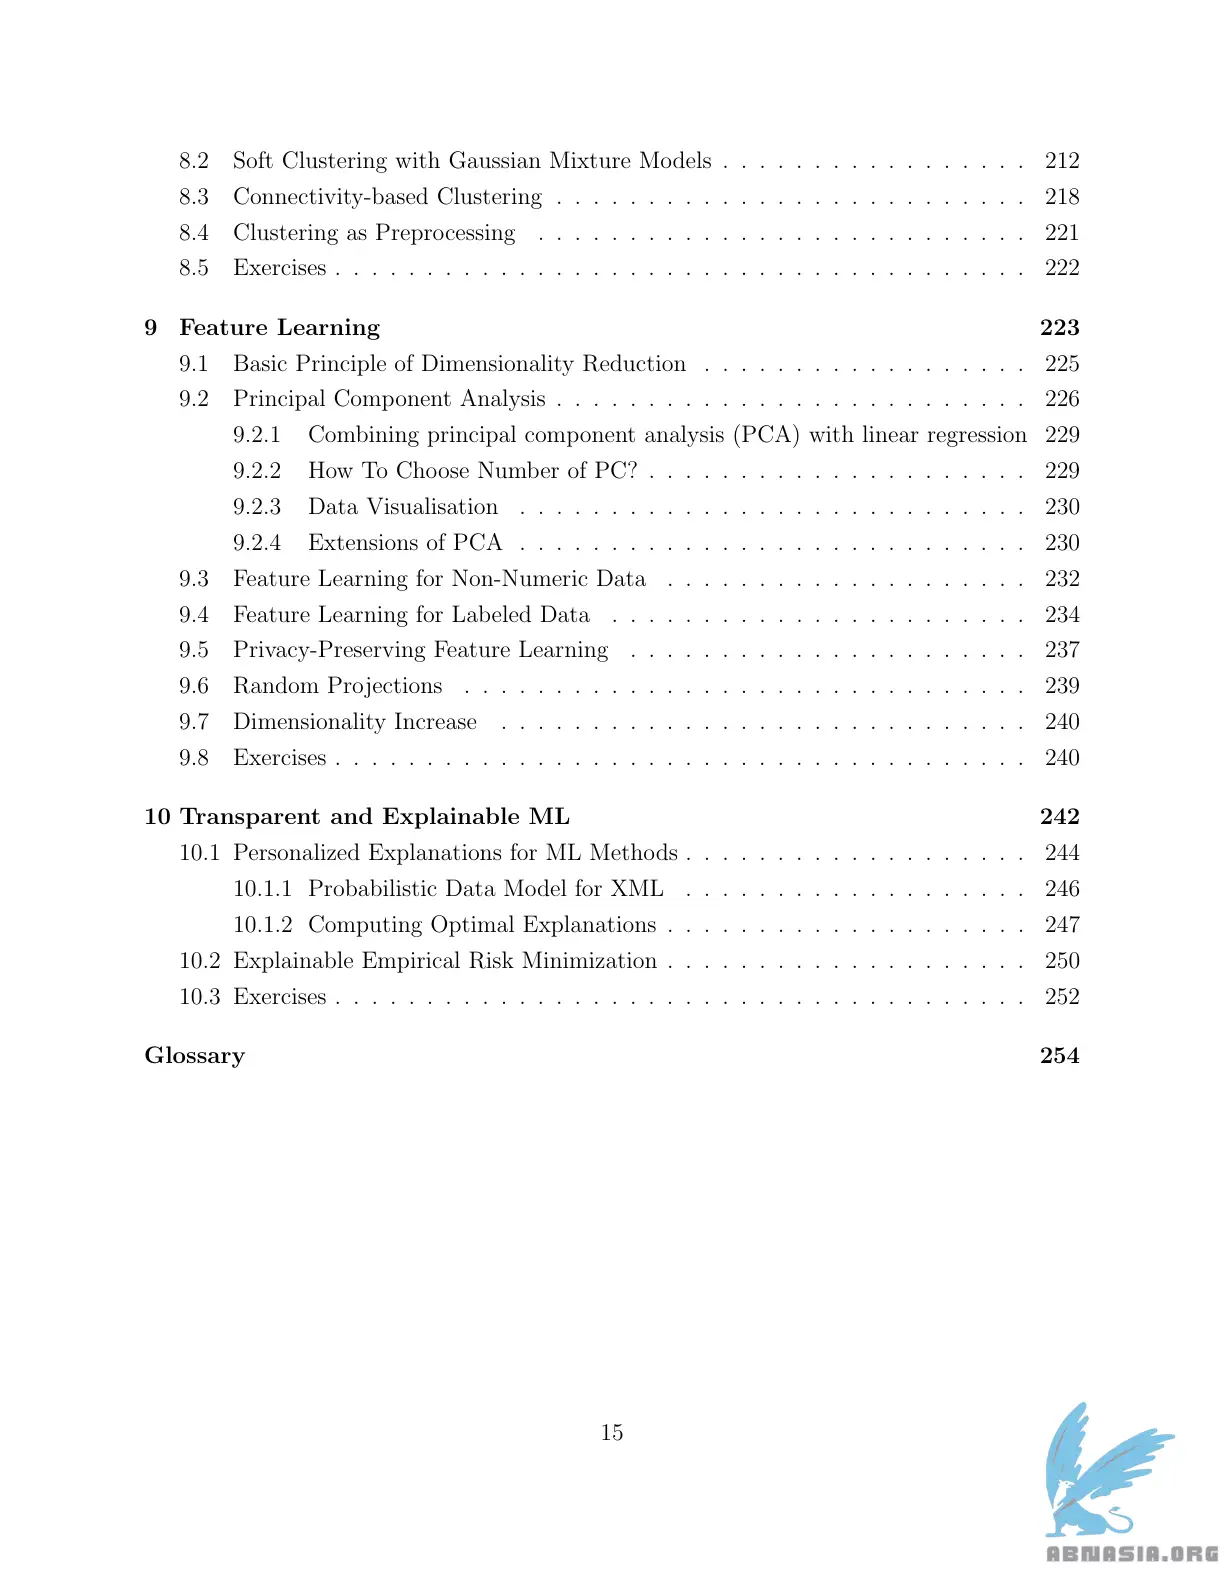 8.2 Soft Clustering with Gaussian Mixture Models . . . . . . . . . . . . . . . . . 212
8.3 Connectivity-based Clustering . . . . . . . . . . . . . . . . . . . . . . . . . . 218
8.4 Clustering as Preprocessing . . . . . . . . . . . . . . . . . . . . . . . . . . . 221
8.5 Exercises . . . . . . . . . . . . . . . . . . . . . . . . . . . . . . . . . . . . . . 222
9 Feature Learning 223
9.1 Basic Principle of Dimensionality Reduction . . . . . . . . . . . . . . . . . . 225
9.2 Principal Component Analysis . . . . . . . . . . . . . . . . . . . . . . . . . . 226
9.2.1 Combining principal component analysis (PCA) with linear regression 229
9.2.2 How To Choose Number of PC? . . . . . . . . . . . . . . . . . . . . . 229
9.2.3 Data Visualisation . . . . . . . . . . . . . . . . . . . . . . . . . . . . 230
9.2.4 Extensions of PCA . . . . . . . . . . . . . . . . . . . . . . . . . . . . 230
9.3 Feature Learning for Non-Numeric Data . . . . . . . . . . . . . . . . . . . . 232
9.4 Feature Learning for Labeled Data . . . . . . . . . . . . . . . . . . . . . . . 234
9.5 Privacy-Preserving Feature Learning . . . . . . . . . . . . . . . . . . . . . . 237
9.6 Random Projections . . . . . . . . . . . . . . . . . . . . . . . . . . . . . . . 239
9.7 Dimensionality Increase . . . . . . . . . . . . . . . . . . . . . . . . . . . . . 240
9.8 Exercises . . . . . . . . . . . . . . . . . . . . . . . . . . . . . . . . . . . . . . 240
10 Transparent and Explainable ML 242
10.1 Personalized Explanations for ML Methods . . . . . . . . . . . . . . . . . . . 244
10.1.1 Probabilistic Data Model for XML . . . . . . . . . . . . . . . . . . . 246
10.1.2 Computing Optimal Explanations . . . . . . . . . . . . . . . . . . . . 247
10.2 Explainable Empirical Risk Minimization . . . . . . . . . . . . . . . . . . . . 250
10.3 Exercises . . . . . . . . . . . . . . . . . . . . . . . . . . . . . . . . . . . . . . 252
Glossary 254
15
ABNASIA.ORG